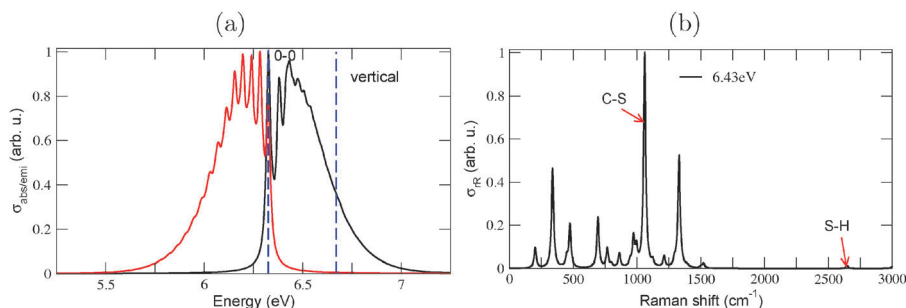 (a)
(b)
0-0
vertical
σabs/emi (arb. u.)
1
0.8
0.6
0.4
0.2
0
5.5
6
6.5
7
Energy (eV)
6.43eV
C-S
S-H
σrR (arb. u.)
1
0.8
0.6
0.4
0.2
0
0
500
1000
1500
2000
2500
3000
Raman shift (cm⁻¹)